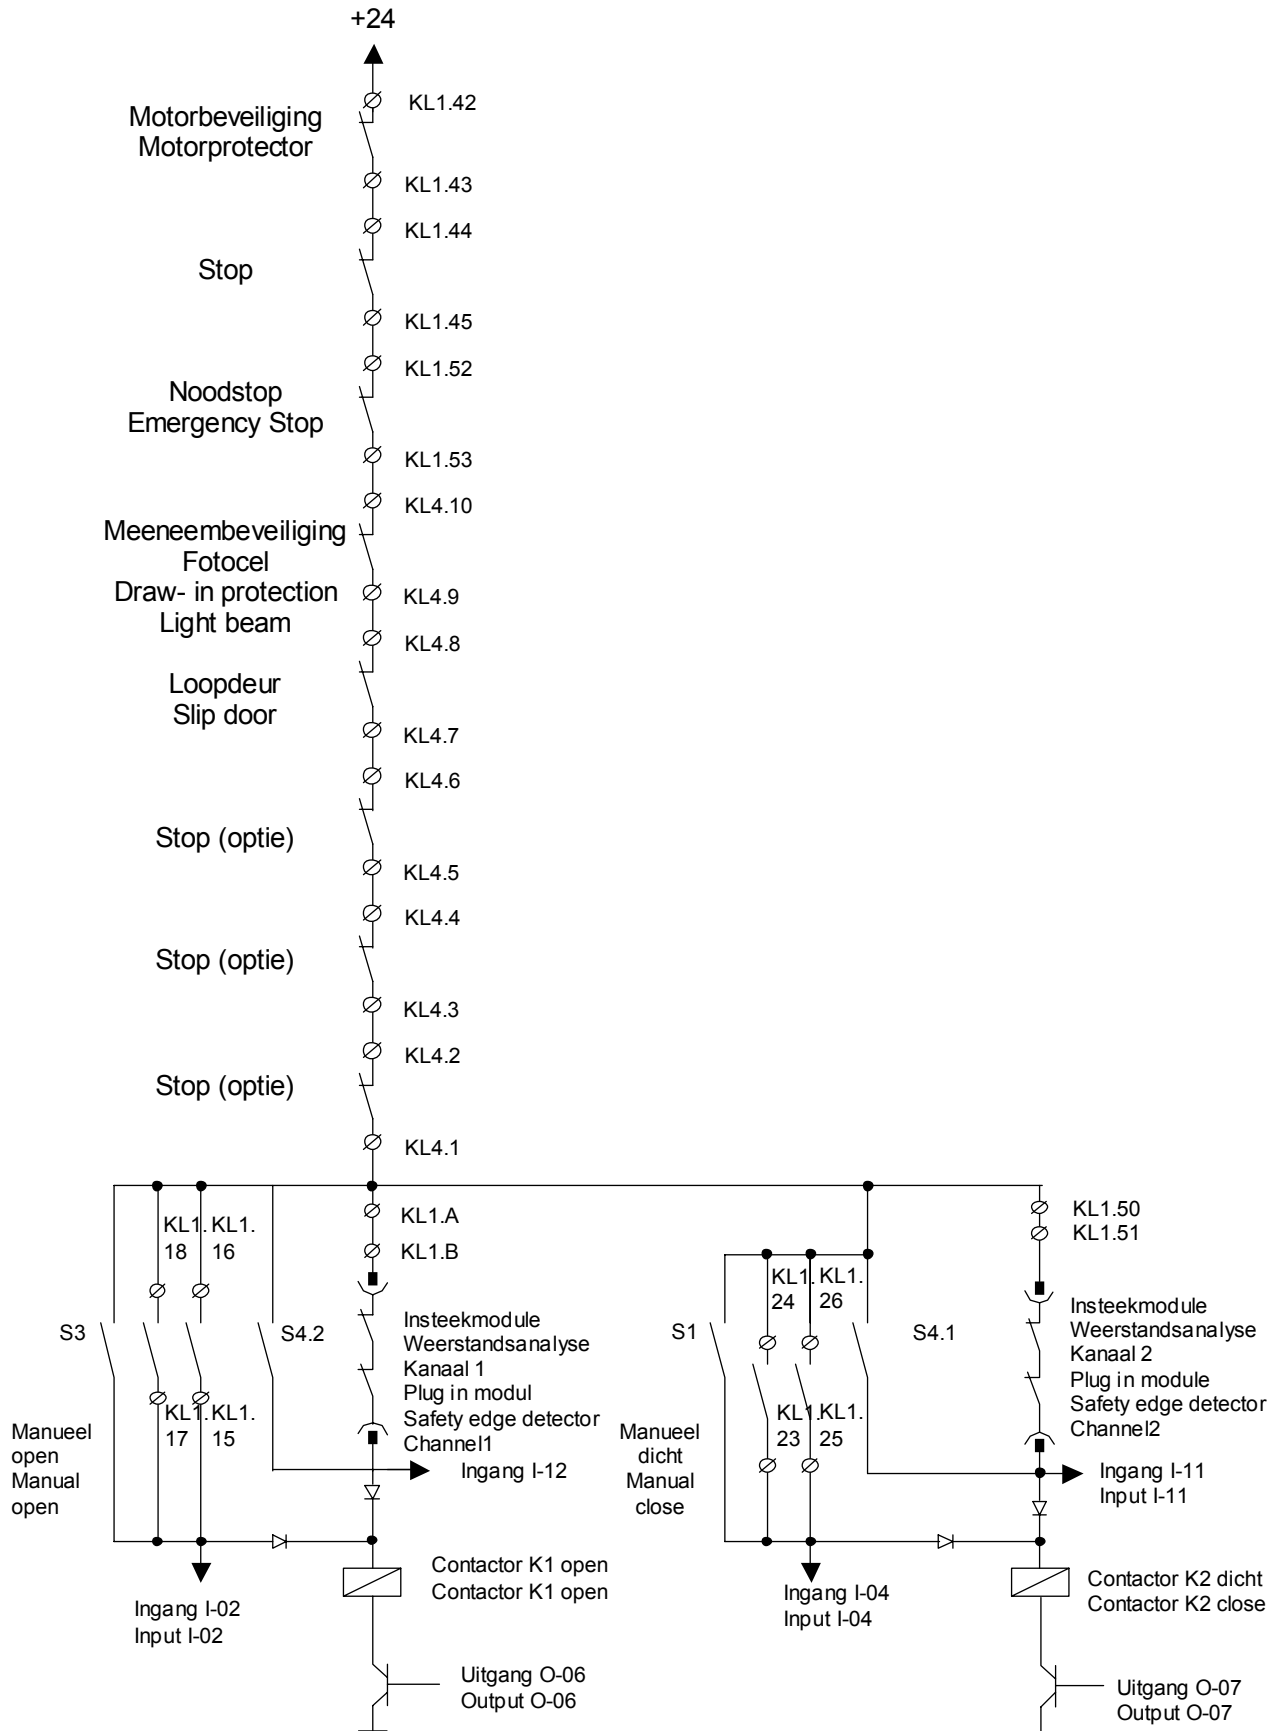 +24
KL1.42
Motorbeveiliging
Motorprotector
KL1.43
KL1.44
Stop
KL1.45
KL1.52
Noodstop
Emergency Stop
KL1.53
KL4.10
Meeneembeveiliging
Fotocel
Draw- in protection
Light beam
KL4.9
KL4.8
Loopdeur
Slip door
KL4.7
KL4.6
Stop (optie)
KL4.5
KL4.4
Stop (optie)
KL4.3
KL4.2
Stop (optie)
KL4.1
KL1.
18
KL1.
16
KL1.A
KL1.B
S3
S4.2
Insteekmodule
Weerstandsanalyse
Kanaal 1
Plug in modul
Safety edge detector
Channel1
KL1.
17
KL1.
15
Manueel
open
Manual
open
Ingang I-12
Ingang I-02
Input I-02
Contactor K1 open
Contactor K1 open
Uitgang O-06
Output O-06
KL1.50
KL1.51
KL1.
24
KL1.
26
S1
S4.1
Insteekmodule
Weerstandsanalyse
Kanaal 2
Plug in module
Safety edge detector
Channel2
KL1.
23
KL1.
25
Manueel
dicht
Manual
close
Ingang I-11
Input I-11
Ingang I-04
Input I-04
Contactor K2 dicht
Contactor K2 close
Uitgang O-07
Output O-07